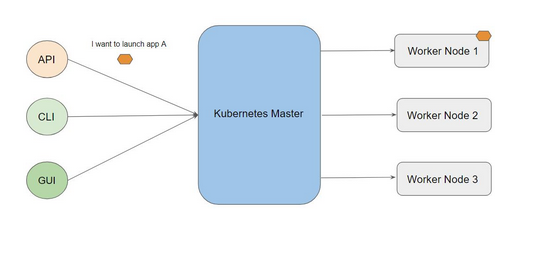 I want to launch app A
API
CLI
GUI
Kubernetes Master
Worker Node 1
Worker Node 2
Worker Node 3